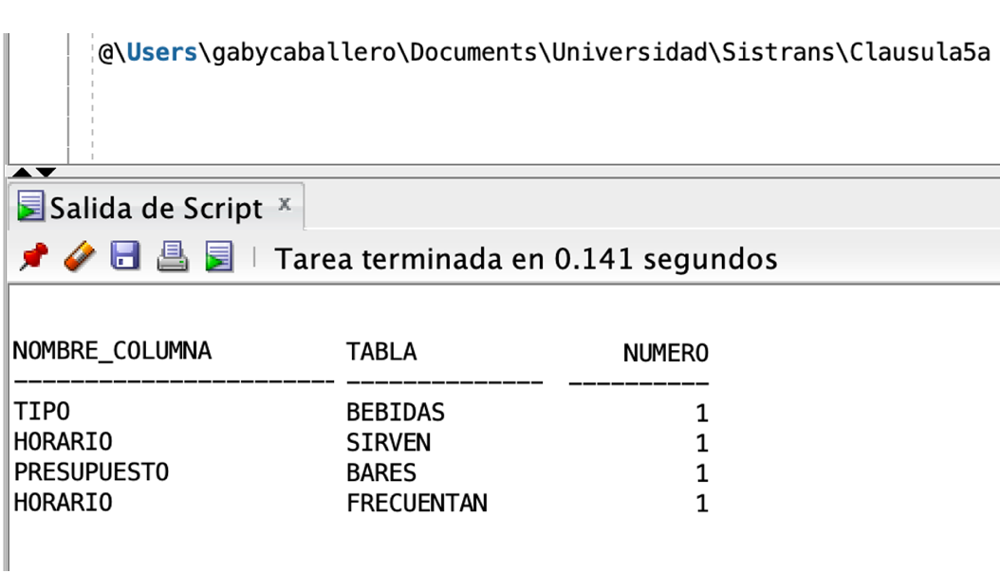 @\Users\gabycaballero\Documents\Universidad\Sistrans\Clausula5a
Salida de Script x
Tarea terminada en 0.141 segundos
NOMBRE_COLUMNA TABLA NUMERO
----------------------- -------------- ----------
TIPO BEBIDAS 1
HORARIO SIRVEN 1
PRESUPUESTO BARES 1
HORARIO FRECUENTAN 1